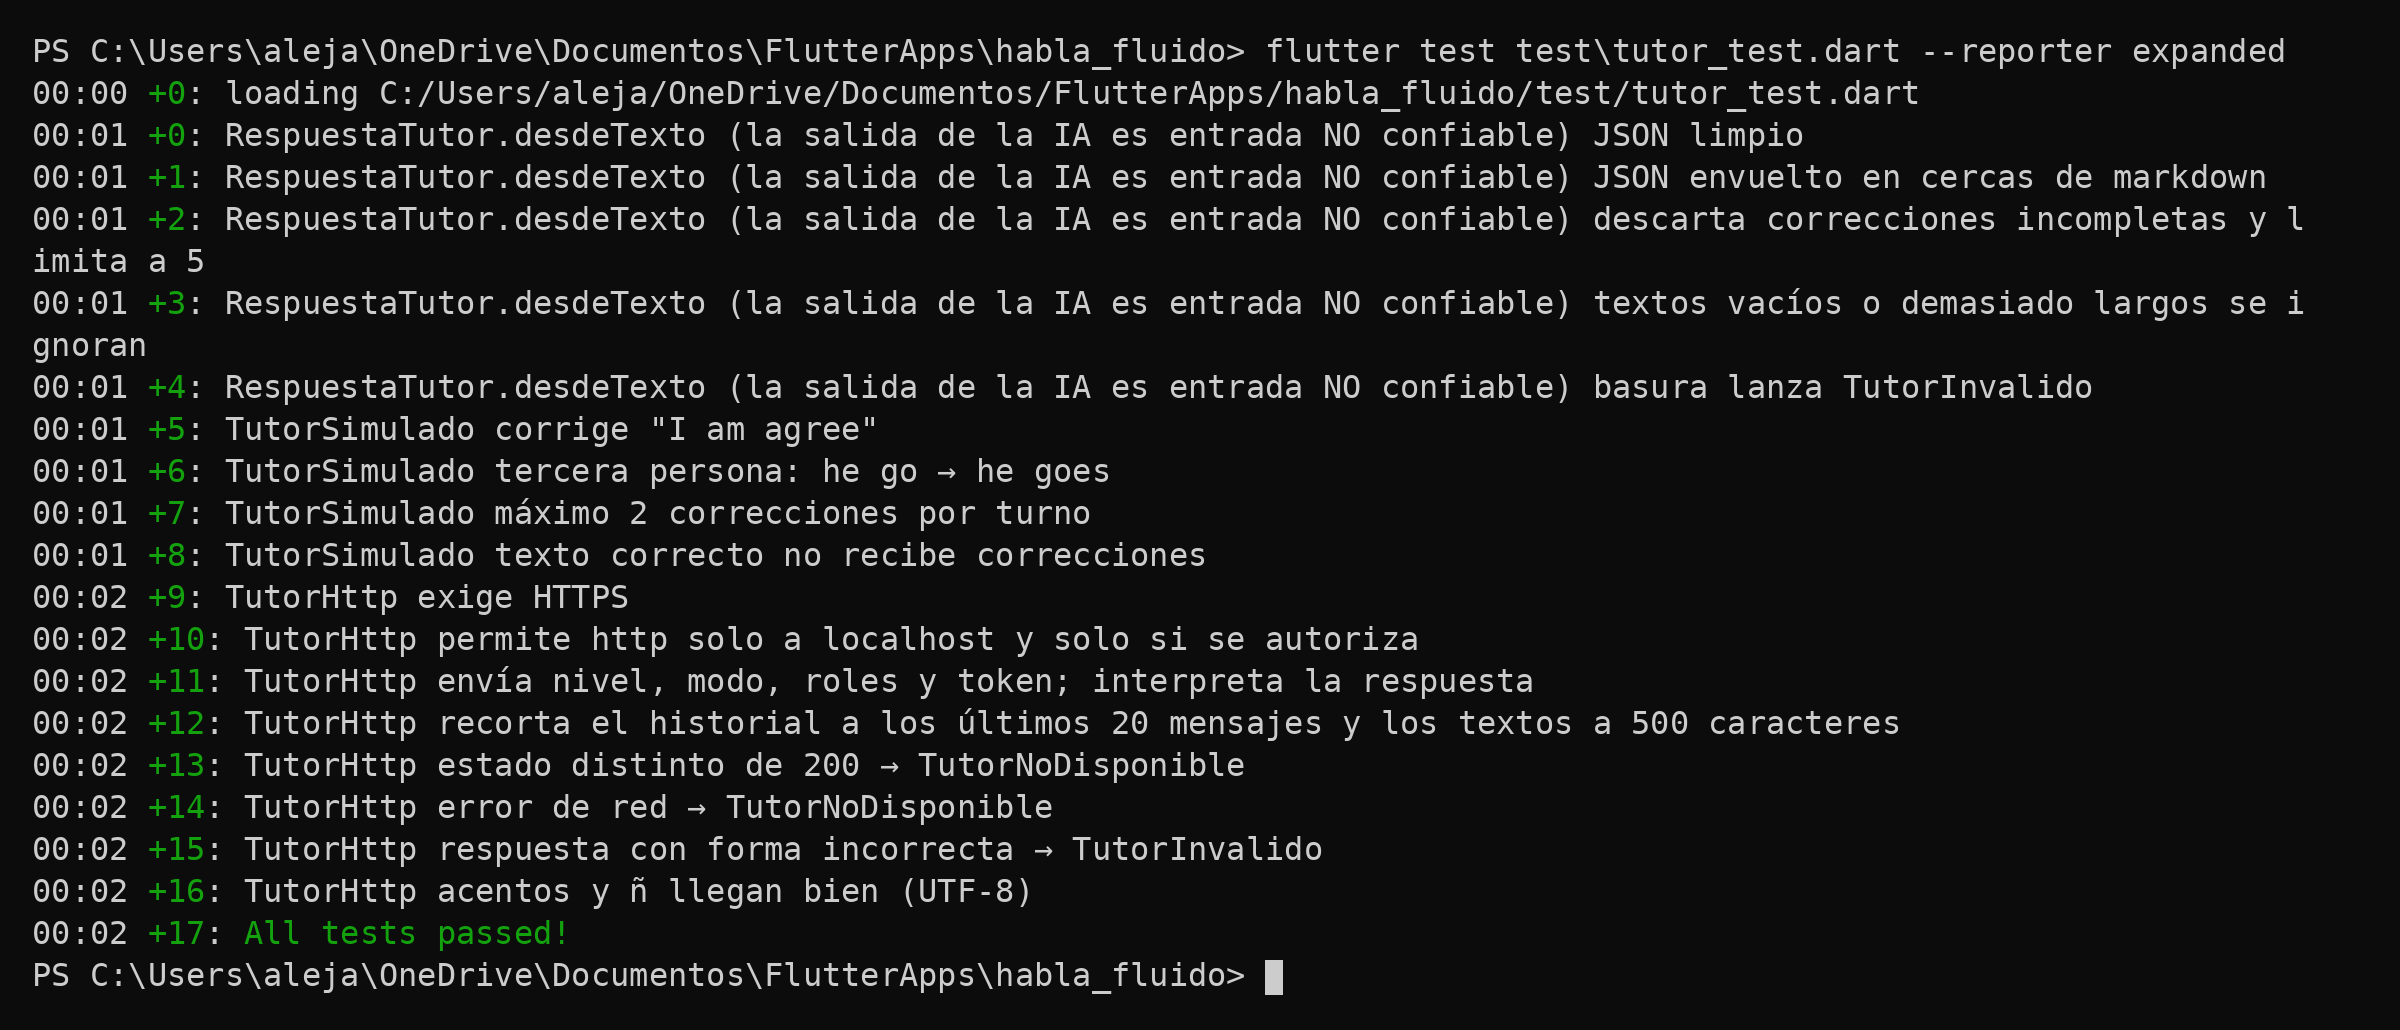 PS C:\Users\aleja\OneDrive\Documentos\FlutterApps\habla_fluido> flutter test test\tutor_test.dart --reporter expanded
00:00 +0: loading C:/Users/aleja/OneDrive/Documentos/FlutterApps/habla_fluido/test/tutor_test.dart
00:01 +0: RespuestaTutor.desdeTexto (la salida de la IA es entrada NO confiable) JSON limpio
00:01 +1: RespuestaTutor.desdeTexto (la salida de la IA es entrada NO confiable) JSON envuelto en cercas de markdown
00:01 +2: RespuestaTutor.desdeTexto (la salida de la IA es entrada NO confiable) descarta correcciones incompletas y l
imita a 5
00:01 +3: RespuestaTutor.desdeTexto (la salida de la IA es entrada NO confiable) textos vacíos o demasiado largos se i
gnoran
00:01 +4: RespuestaTutor.desdeTexto (la salida de la IA es entrada NO confiable) basura lanza TutorInvalido
00:01 +5: TutorSimulado corrige "I am agree"
00:01 +6: TutorSimulado tercera persona: he go → he goes
00:01 +7: TutorSimulado máximo 2 correcciones por turno
00:01 +8: TutorSimulado texto correcto no recibe correcciones
00:02 +9: TutorHttp exige HTTPS
00:02 +10: TutorHttp permite http solo a localhost y solo si se autoriza
00:02 +11: TutorHttp envía nivel, modo, roles y token; interpreta la respuesta
00:02 +12: TutorHttp recorta el historial a los últimos 20 mensajes y los textos a 500 caracteres
00:02 +13: TutorHttp estado distinto de 200 → TutorNoDisponible
00:02 +14: TutorHttp error de red → TutorNoDisponible
00:02 +15: TutorHttp respuesta con forma incorrecta → TutorInvalido
00:02 +16: TutorHttp acentos y ñ llegan bien (UTF-8)
00:02 +17: All tests passed!
PS C:\Users\aleja\OneDrive\Documentos\FlutterApps\habla_fluido>